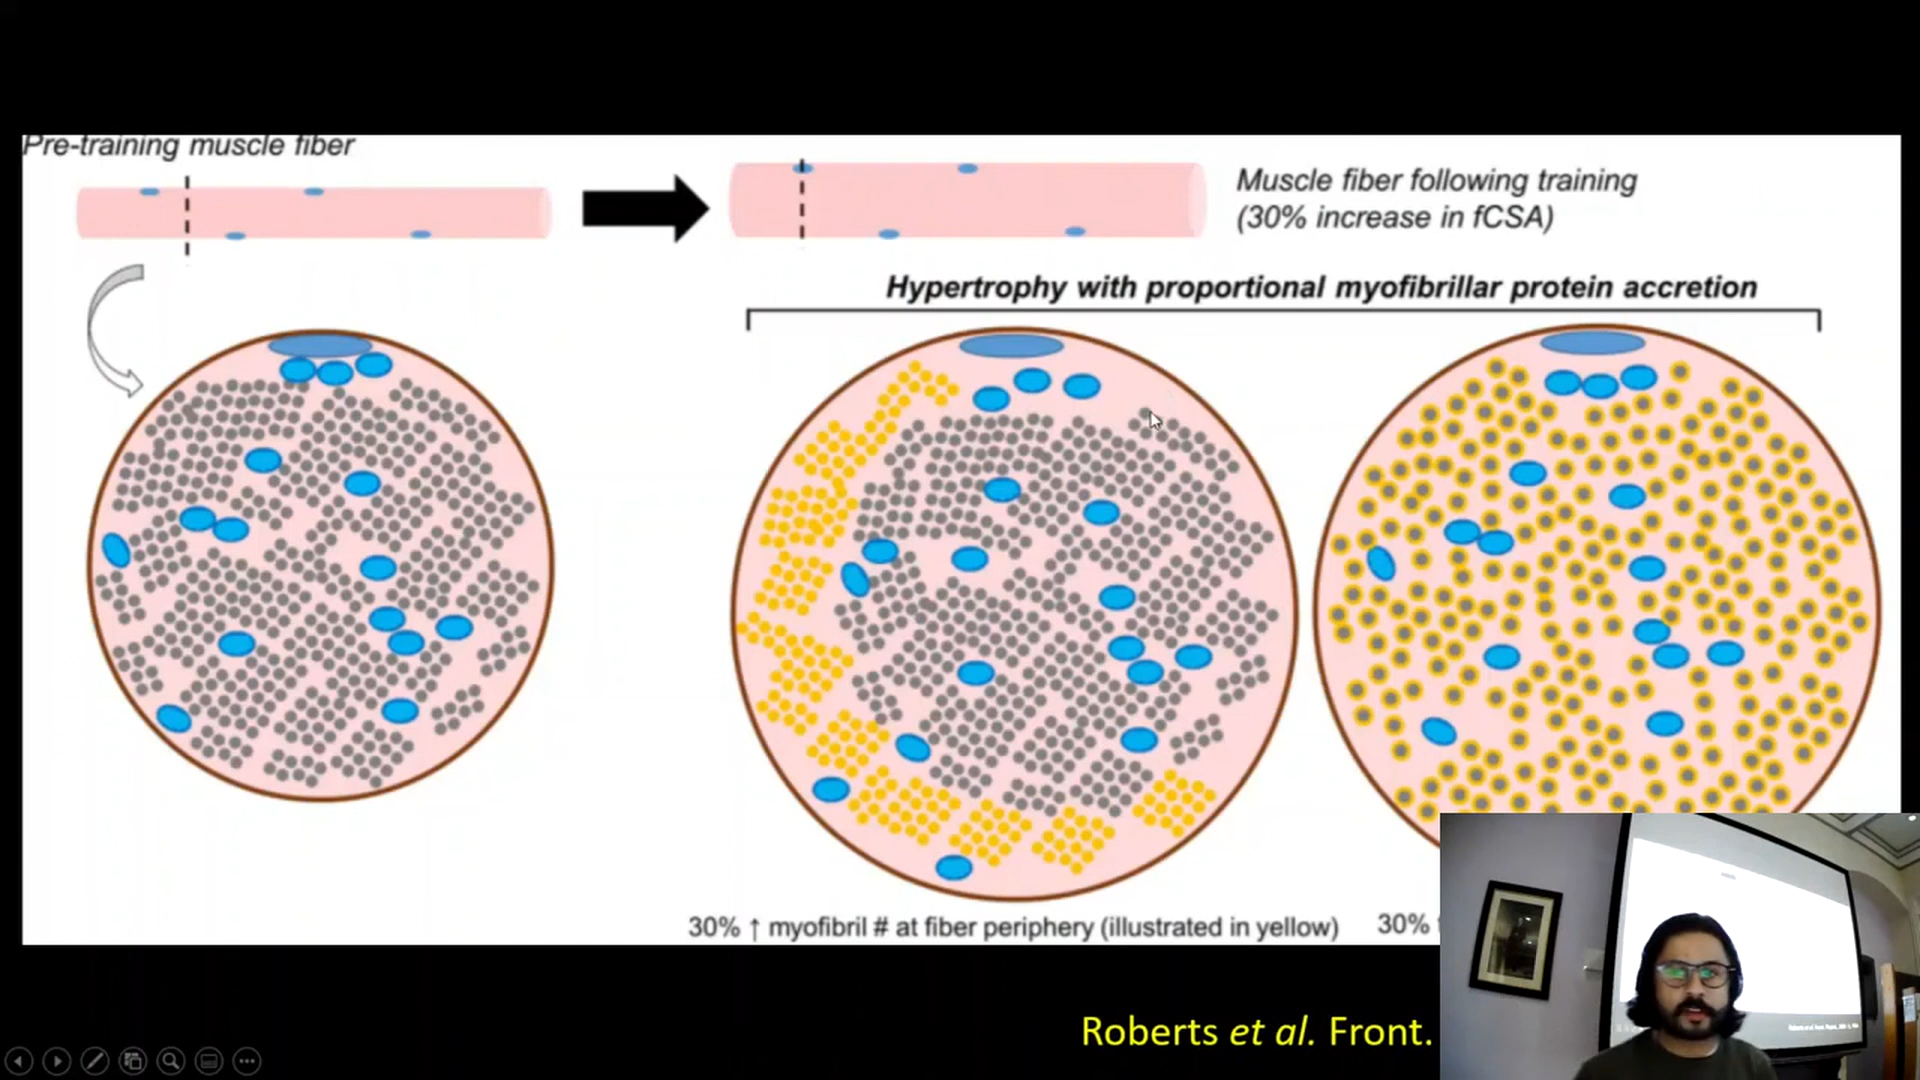 Pre-training muscle fiber
Muscle fiber following training
(30% increase in fCSA)
Hypertrophy with proportional myofibrillar protein accretion
30% ↑ myofibril # at fiber periphery (illustrated in yellow)
30%
Roberts et al. Front.